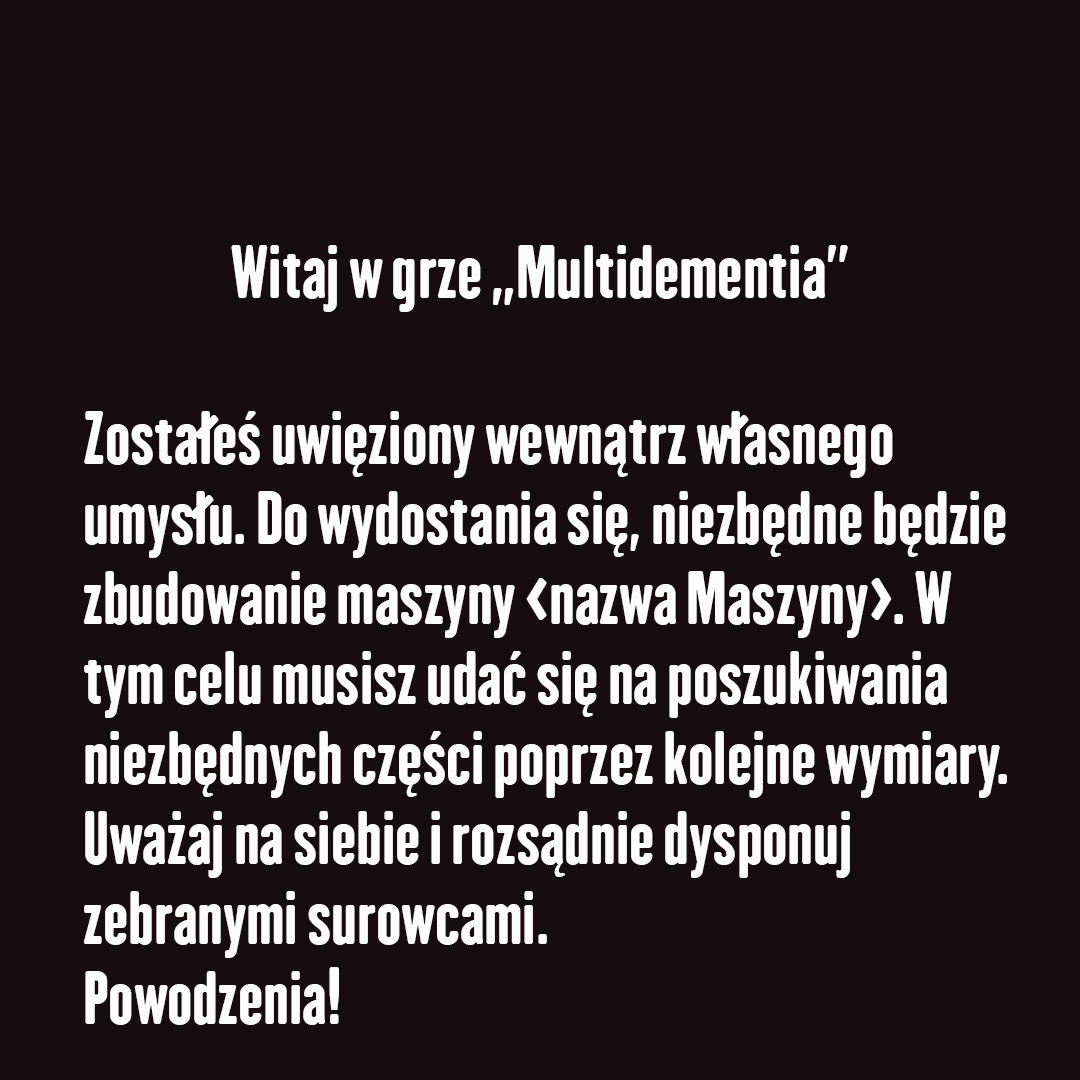 Witaj w grze „Multidementia”
Zostałeś uwięziony wewnątrz własnego
umysłu. Do wydostania się, niezbędne będzie
zbudowanie maszyny <nazwa Maszyny>. W
tym celu musisz udać się na poszukiwania
niezbędnych części poprzez kolejne wymiary.
Uważaj na siebie i rozsądnie dysponuj
zebranymi surowcami.
Powodzenia!